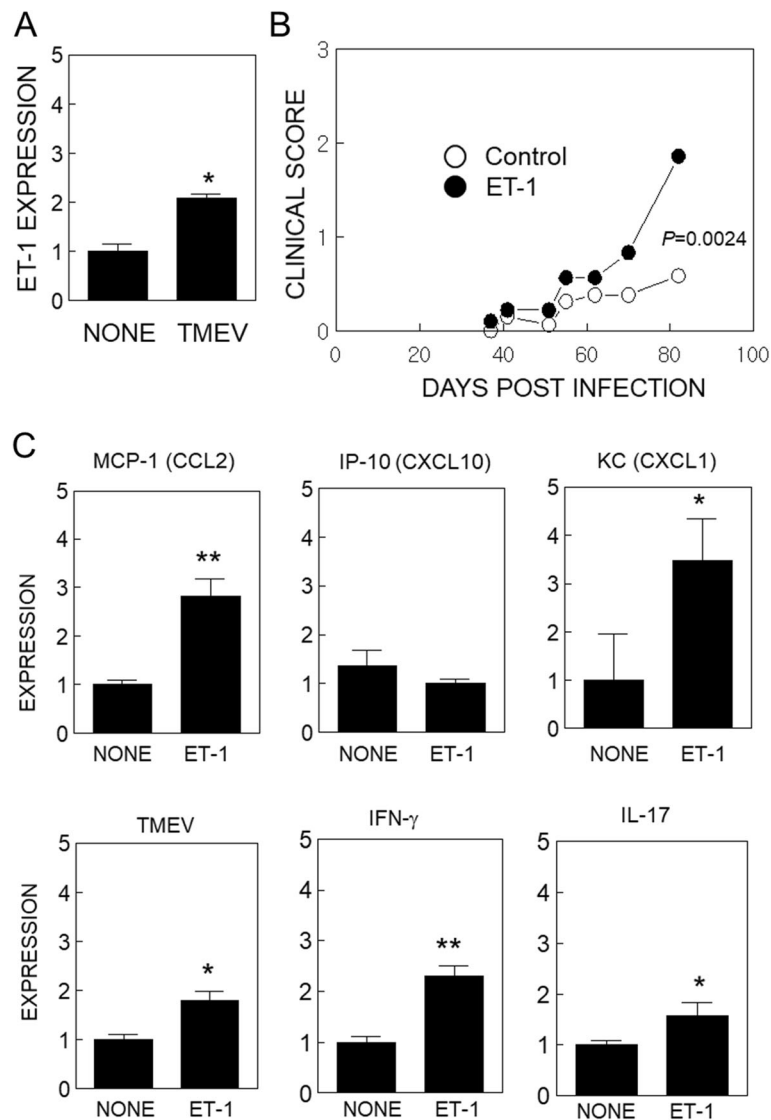 A
ET-1 EXPRESSION
5
4
3
2
1
0
*
NONE TMEV
B
CLINICAL SCORE
3
2
1
0
Control
ET-1
P=0.0024
0 20 40 60 80 100
DAYS POST INFECTION
C
MCP-1 (CCL2)
EXPRESSION
5
4
3
2
1
0
**
NONE ET-1
IP-10 (CXCL10)
5
4
3
2
1
0
NONE ET-1
KC (CXCL1)
5
4
3
2
1
0
*
NONE ET-1
TMEV
EXPRESSION
5
4
3
2
1
0
*
NONE ET-1
IFN-γ
5
4
3
2
1
0
**
NONE ET-1
IL-17
5
4
3
2
1
0
*
NONE ET-1